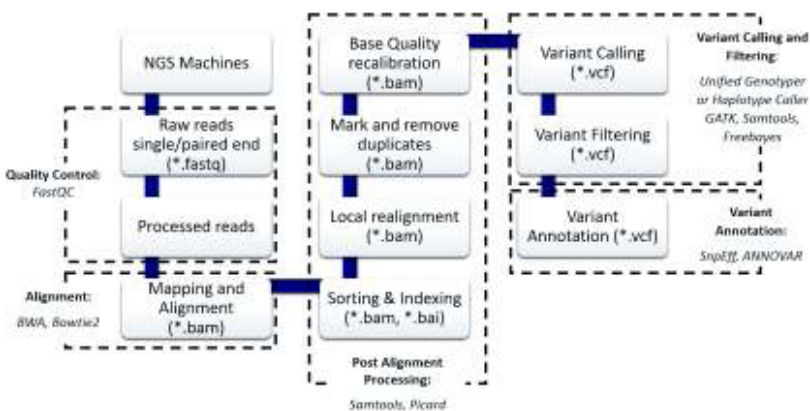 NGS Machines
Quality Control:
FastQC
Raw reads
single/paired end
(*.fastq)
Processed reads
Alignment:
BWA, Bowtie2
Mapping and
Alignment
(*.bam)
Base Quality
recalibration
(*.bam)
Mark and remove
duplicates
(*.bam)
Local realignment
(*.bam)
Sorting & Indexing
(*.bam, *.bai)
Post Alignment
Processing:
Samtools, Picard
Variant Calling
(*.vcf)
Variant Filtering
(*.vcf)
Variant Calling and
Filtering:
Unified Genotyper
or Haplotype Caller
GATK, Samtools,
Freebayes
Variant
Annotation (*.vcf)
Variant
Annotation:
SnpEff, ANNOVAR